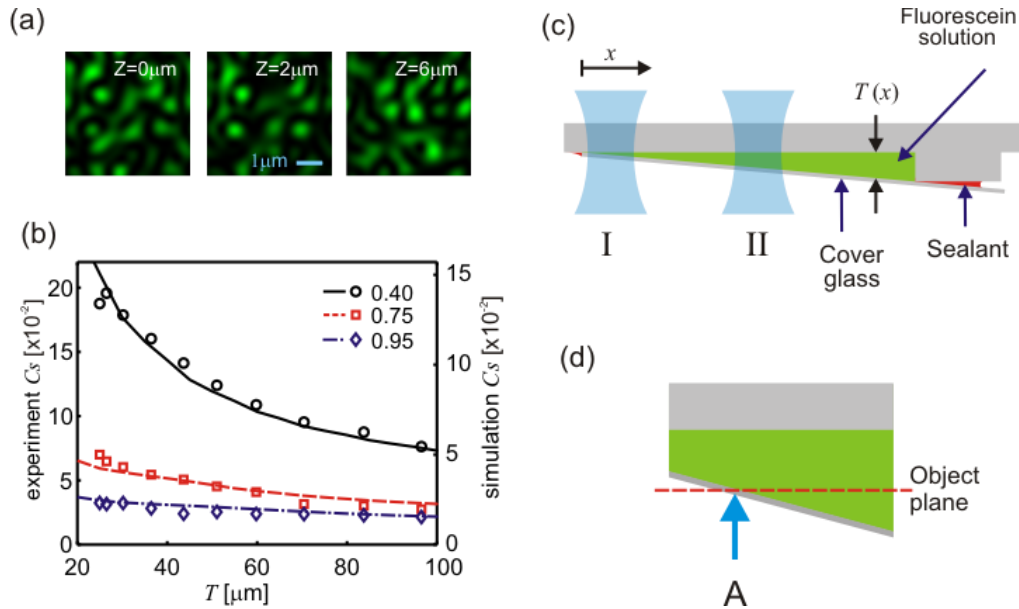 (a)
Z=0µm
Z=2µm
Z=6µm
1µm
(b)
experiment Cs [x10⁻²]
20
15
10
5
0
0.40
0.75
0.95
15
10
5
0
simulation Cs [x10⁻²]
20
40
60
80
100
T [µm]
(c)
x
Fluorescein
solution
T (x)
I
II
Cover
glass
Sealant
(d)
Object
plane
A